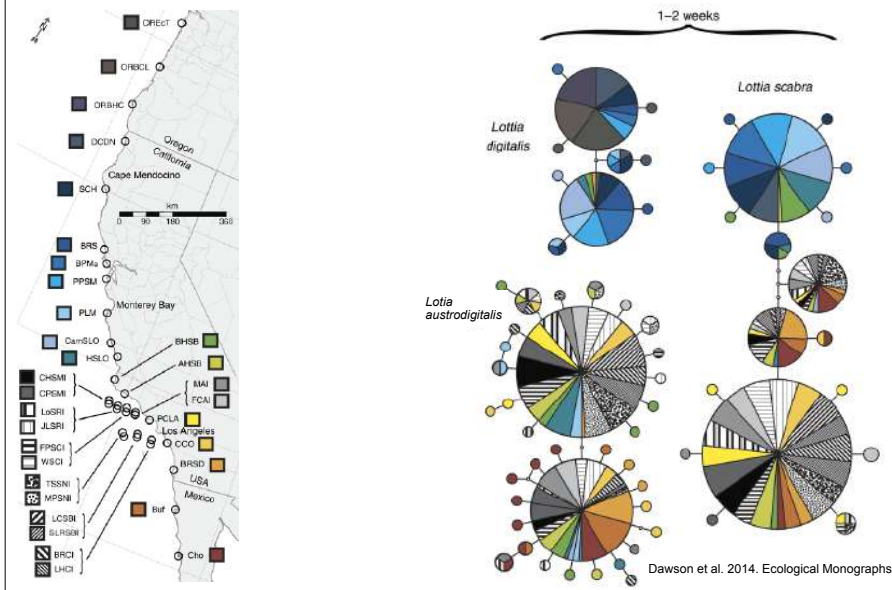 N
CIREcT
ORBCL
ORBHC
DCDN
Oregon
California
Cape Mendocino
SCH
km
0 90 180 368
BRS
BPMa
PPSM
Monterey Bay
PLM
CamSLO
HSLO
BHSB
AHSB
CHSMI
CPSMI
MAI
FCAI
LoSRI
JLSRI
PCLA
Los Angeles
FPSCI
WSCI
CCO
BRSD
USA
Mexico
TSSNI
MPSNI
Buf
LCSBI
SLRSBI
BRCI
LHCI
Cho
1–2 weeks
Lottia
digitalis
Lottia scabra
Lotia
austrodigitalis
Dawson et al. 2014. Ecological Monographs